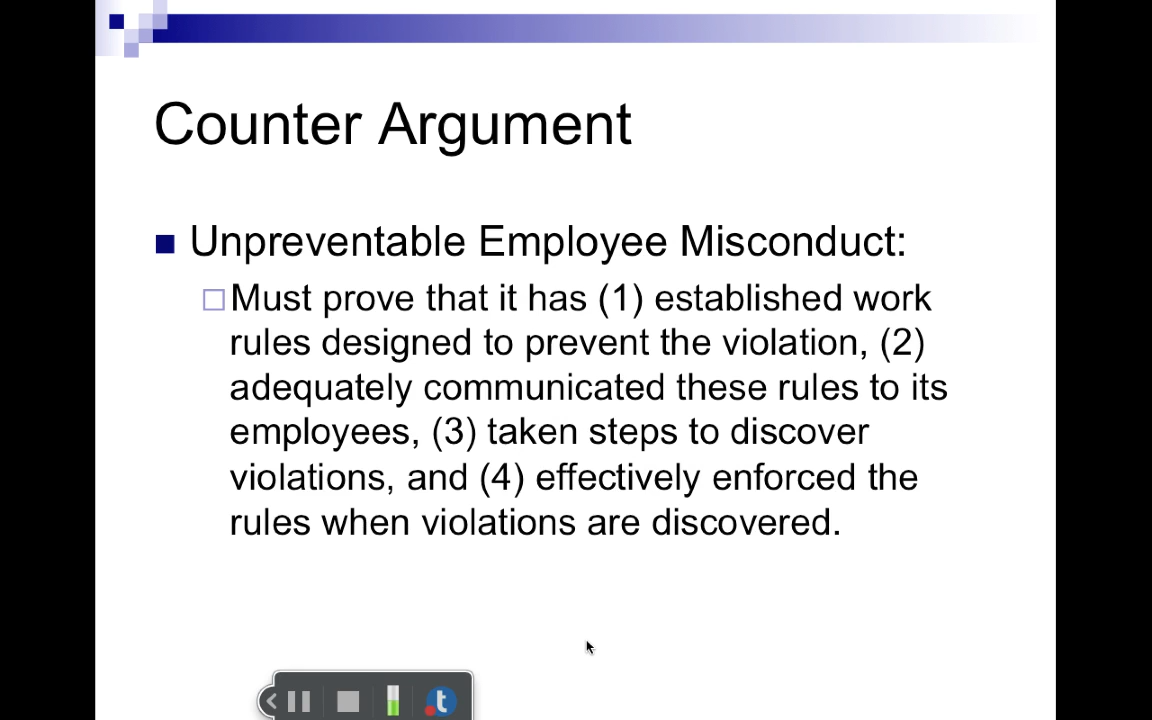 Counter Argument
Unpreventable Employee Misconduct:
Must prove that it has (1) established work
rules designed to prevent the violation, (2)
adequately communicated these rules to its
employees, (3) taken steps to discover
violations, and (4) effectively enforced the
rules when violations are discovered.
t